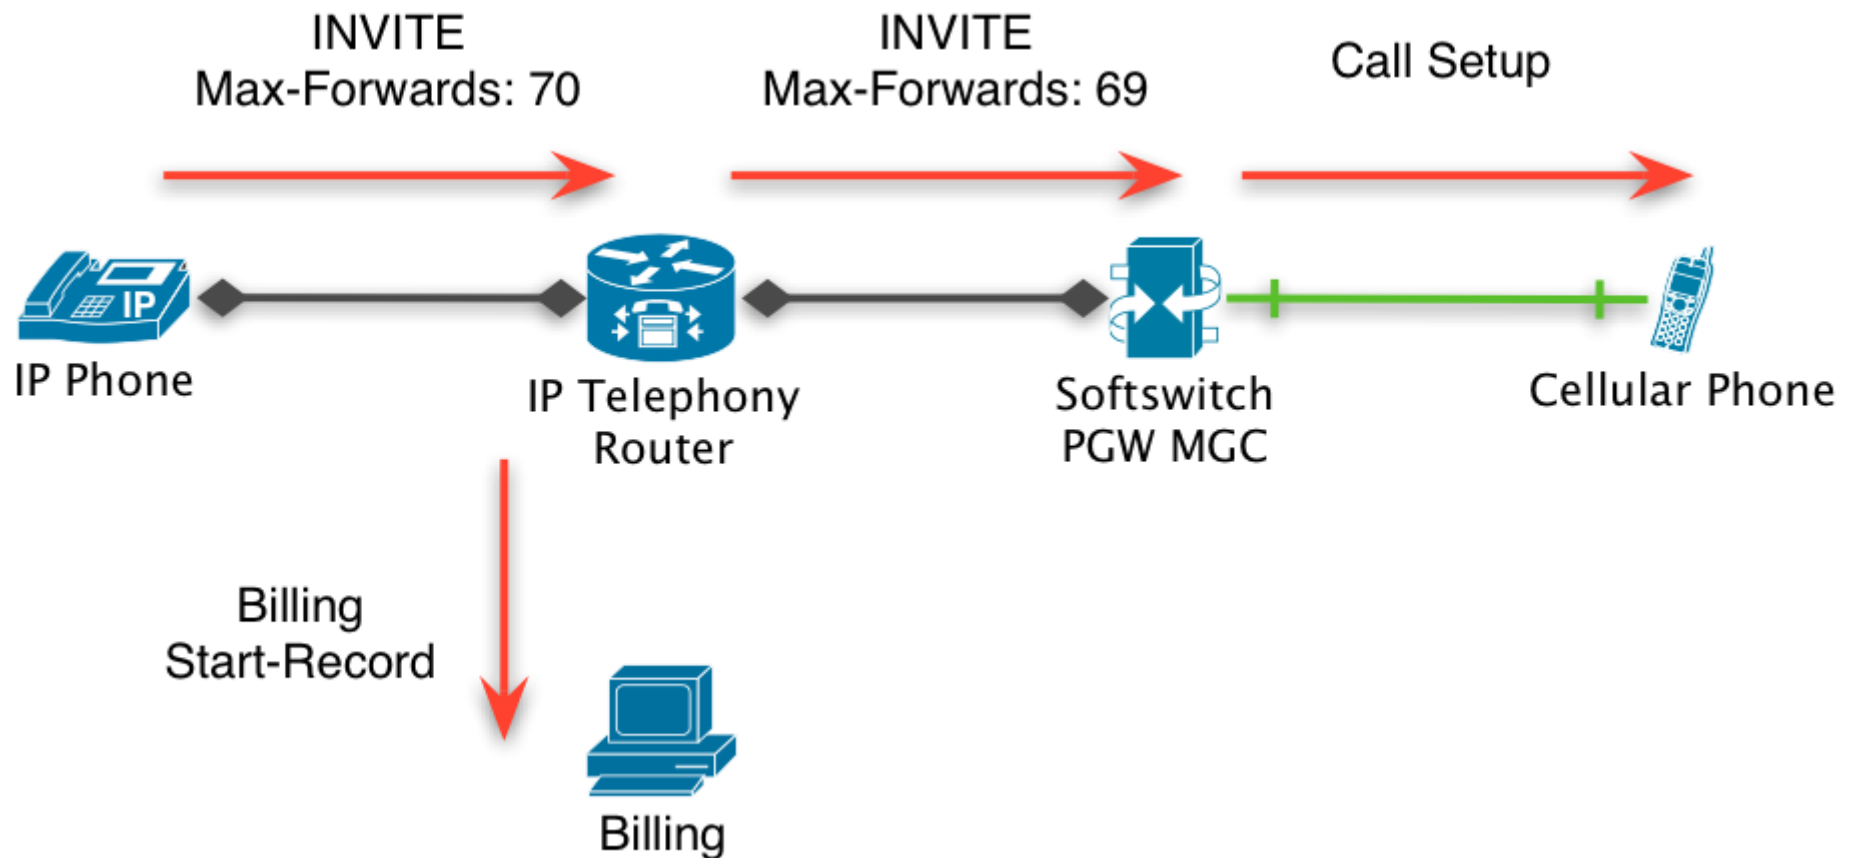 INVITE
Max-Forwards: 70
INVITE
Max-Forwards: 69
Call Setup
IP
IP Phone
IP Telephony
Router
Softswitch
PGW MGC
Cellular Phone
Billing
Start-Record
Billing